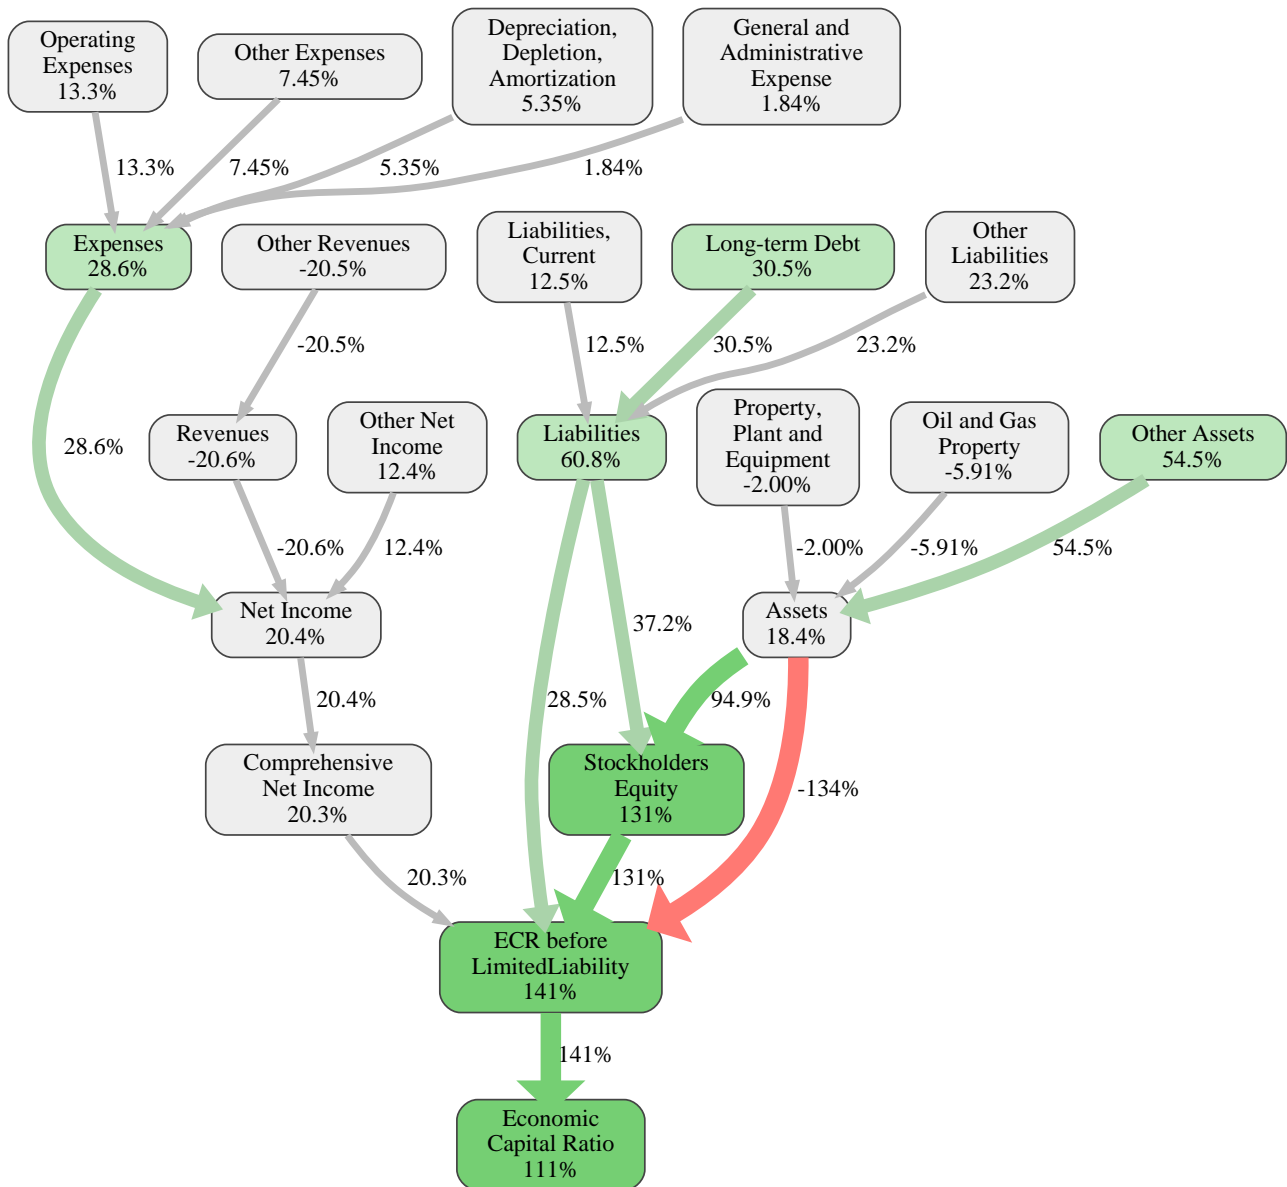 Operating
Expenses
13.3%
Other Expenses
7.45%
Depreciation,
Depletion,
Amortization
5.35%
General and
Administrative
Expense
1.84%
13.3%
7.45%
5.35%
1.84%
Expenses
28.6%
Other Revenues
-20.5%
Liabilities,
Current
12.5%
Long-term Debt
30.5%
Other
Liabilities
23.2%
-20.5%
12.5%
30.5%
23.2%
28.6%
Revenues
-20.6%
Other Net
Income
12.4%
Liabilities
60.8%
Property,
Plant and
Equipment
-2.00%
Oil and Gas
Property
-5.91%
Other Assets
54.5%
-20.6%
12.4%
-2.00%
-5.91%
54.5%
Net Income
20.4%
37.2%
Assets
18.4%
20.4%
28.5%
94.9%
-134%
Comprehensive
Net Income
20.3%
Stockholders
Equity
131%
20.3%
131%
ECR before
LimitedLiability
141%
141%
Economic
Capital Ratio
111%